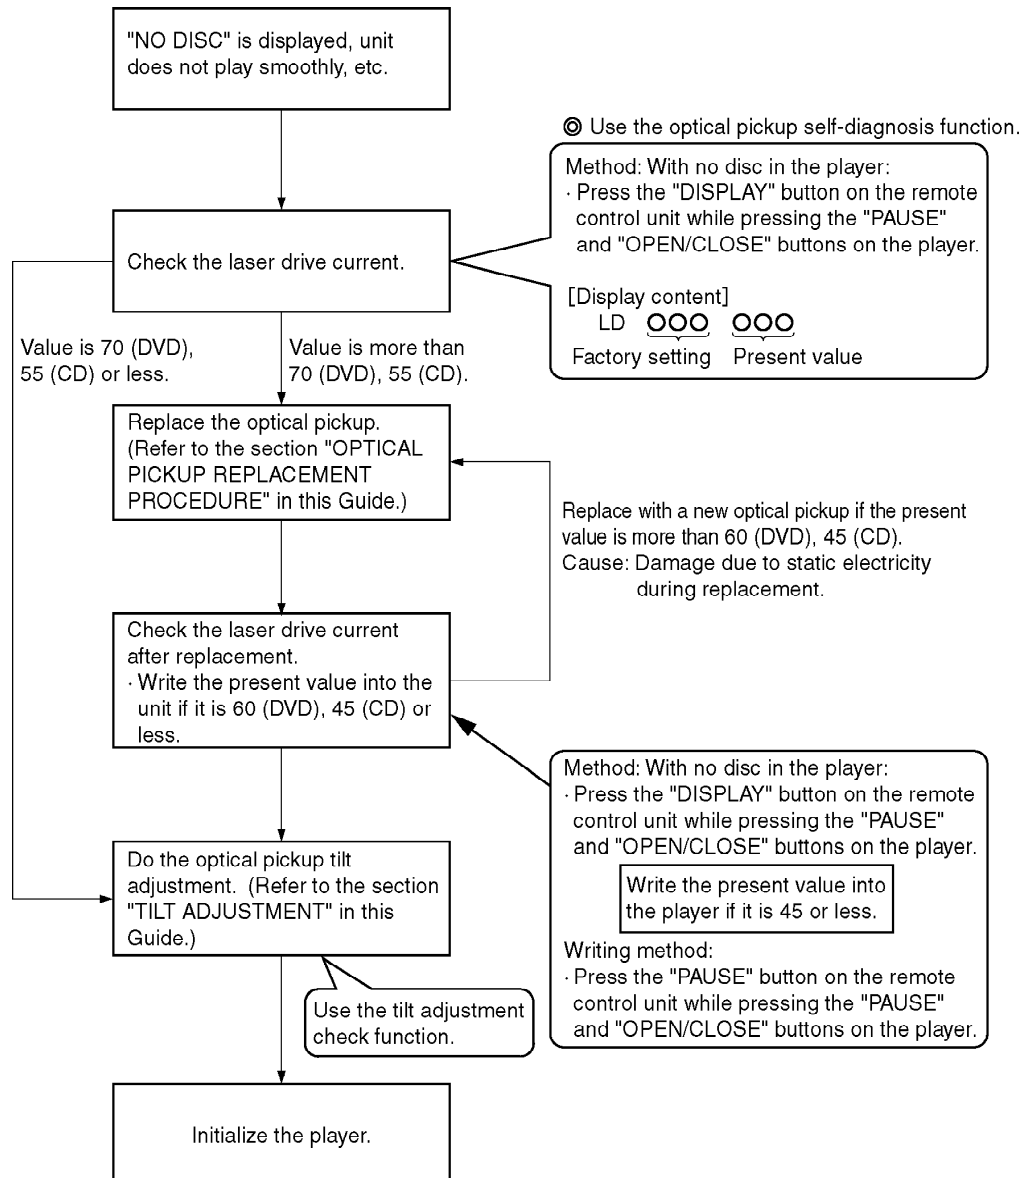 "NO DISC" is displayed, unit
does not play smoothly, etc.
◎ Use the optical pickup self-diagnosis function.
Method: With no disc in the player:
· Press the "DISPLAY" button on the remote
control unit while pressing the "PAUSE"
and "OPEN/CLOSE" buttons on the player.
[Display content]
LD OOO OOO
Factory setting Present value
Check the laser drive current.
Value is 70 (DVD),
55 (CD) or less.
Value is more than
70 (DVD), 55 (CD).
Replace the optical pickup.
(Refer to the section "OPTICAL
PICKUP REPLACEMENT
PROCEDURE" in this Guide.)
Replace with a new optical pickup if the present
value is more than 60 (DVD), 45 (CD).
Cause: Damage due to static electricity
during replacement.
Check the laser drive current
after replacement.
· Write the present value into the
unit if it is 60 (DVD), 45 (CD) or
less.
Method: With no disc in the player:
· Press the "DISPLAY" button on the remote
control unit while pressing the "PAUSE"
and "OPEN/CLOSE" buttons on the player.
Write the present value into
the player if it is 45 or less.
Writing method:
· Press the "PAUSE" button on the remote
control unit while pressing the "PAUSE"
and "OPEN/CLOSE" buttons on the player.
Do the optical pickup tilt
adjustment. (Refer to the section
"TILT ADJUSTMENT" in this
Guide.)
Use the tilt adjustment
check function.
Initialize the player.